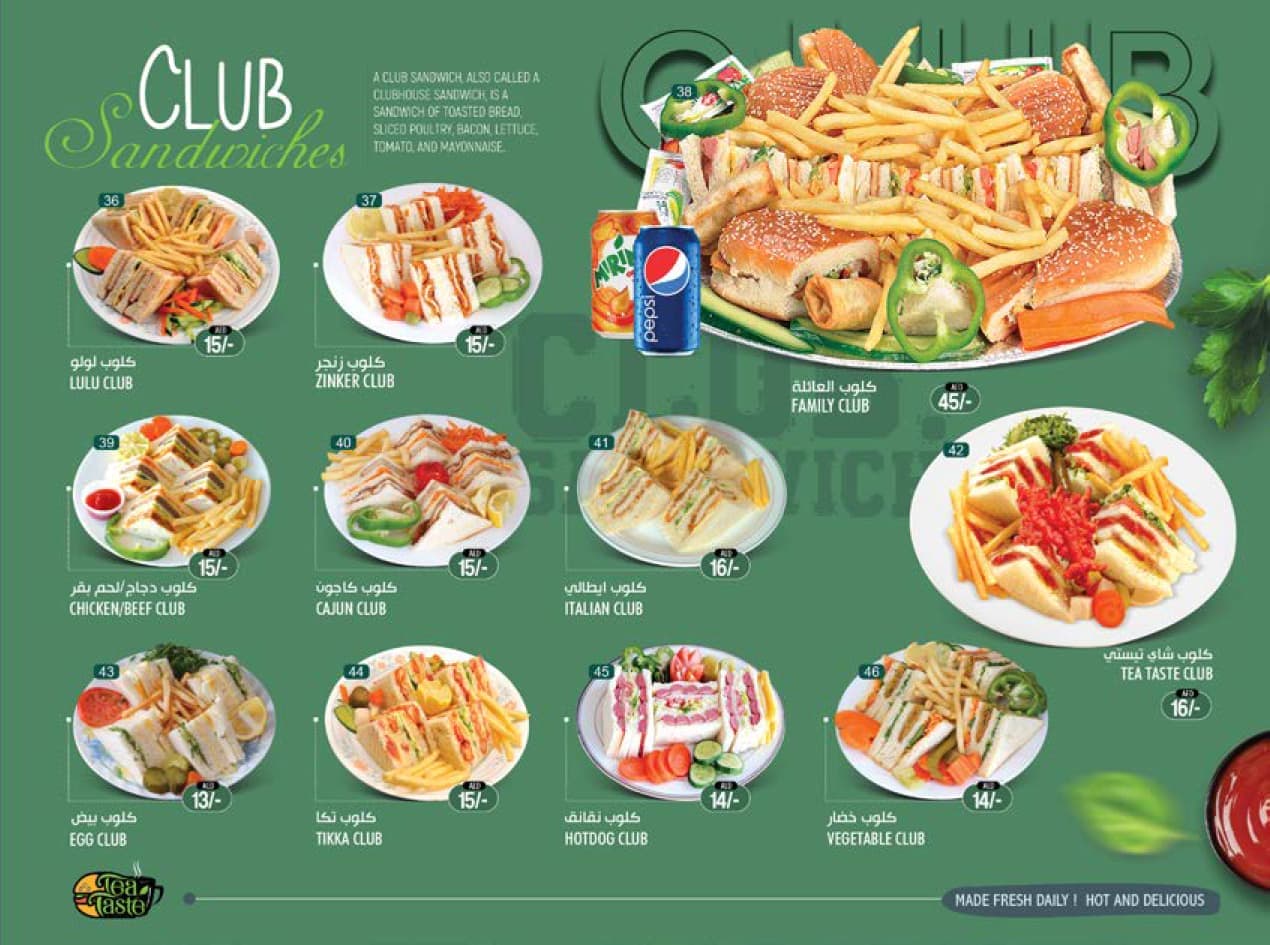 CLUB
Sandwiches
A CLUB SANDWICH, ALSO CALLED A
CLUBHOUSE SANDWICH, IS A
SANDWICH OF TOASTED BREAD,
SLICED POULTRY, BACON, LETTUCE,
TOMATO, AND MAYONNAISE.
CLUB
38
MIRIN
pepsi
كلوب العائلة
FAMILY CLUB
AED
45/-
36
AED
15/-
كلوب لولو
LULU CLUB
37
AED
15/-
كلوب زنجر
ZINKER CLUB
CLUB
SANDWICH
39
AED
15/-
كلوب دجاج/لحم بقر
CHICKEN/BEEF CLUB
40
AED
15/-
كلوب كاجون
CAJUN CLUB
41
AED
16/-
كلوب ايطالي
ITALIAN CLUB
42
كلوب شاي تيستي
TEA TASTE CLUB
AED
16/-
43
AED
13/-
كلوب بيض
EGG CLUB
44
AED
15/-
كلوب تكا
TIKKA CLUB
45
AED
14/-
كلوب نقانق
HOTDOG CLUB
46
AED
14/-
كلوب خضار
VEGETABLE CLUB
Tea
Taste
MADE FRESH DAILY ! HOT AND DELICIOUS